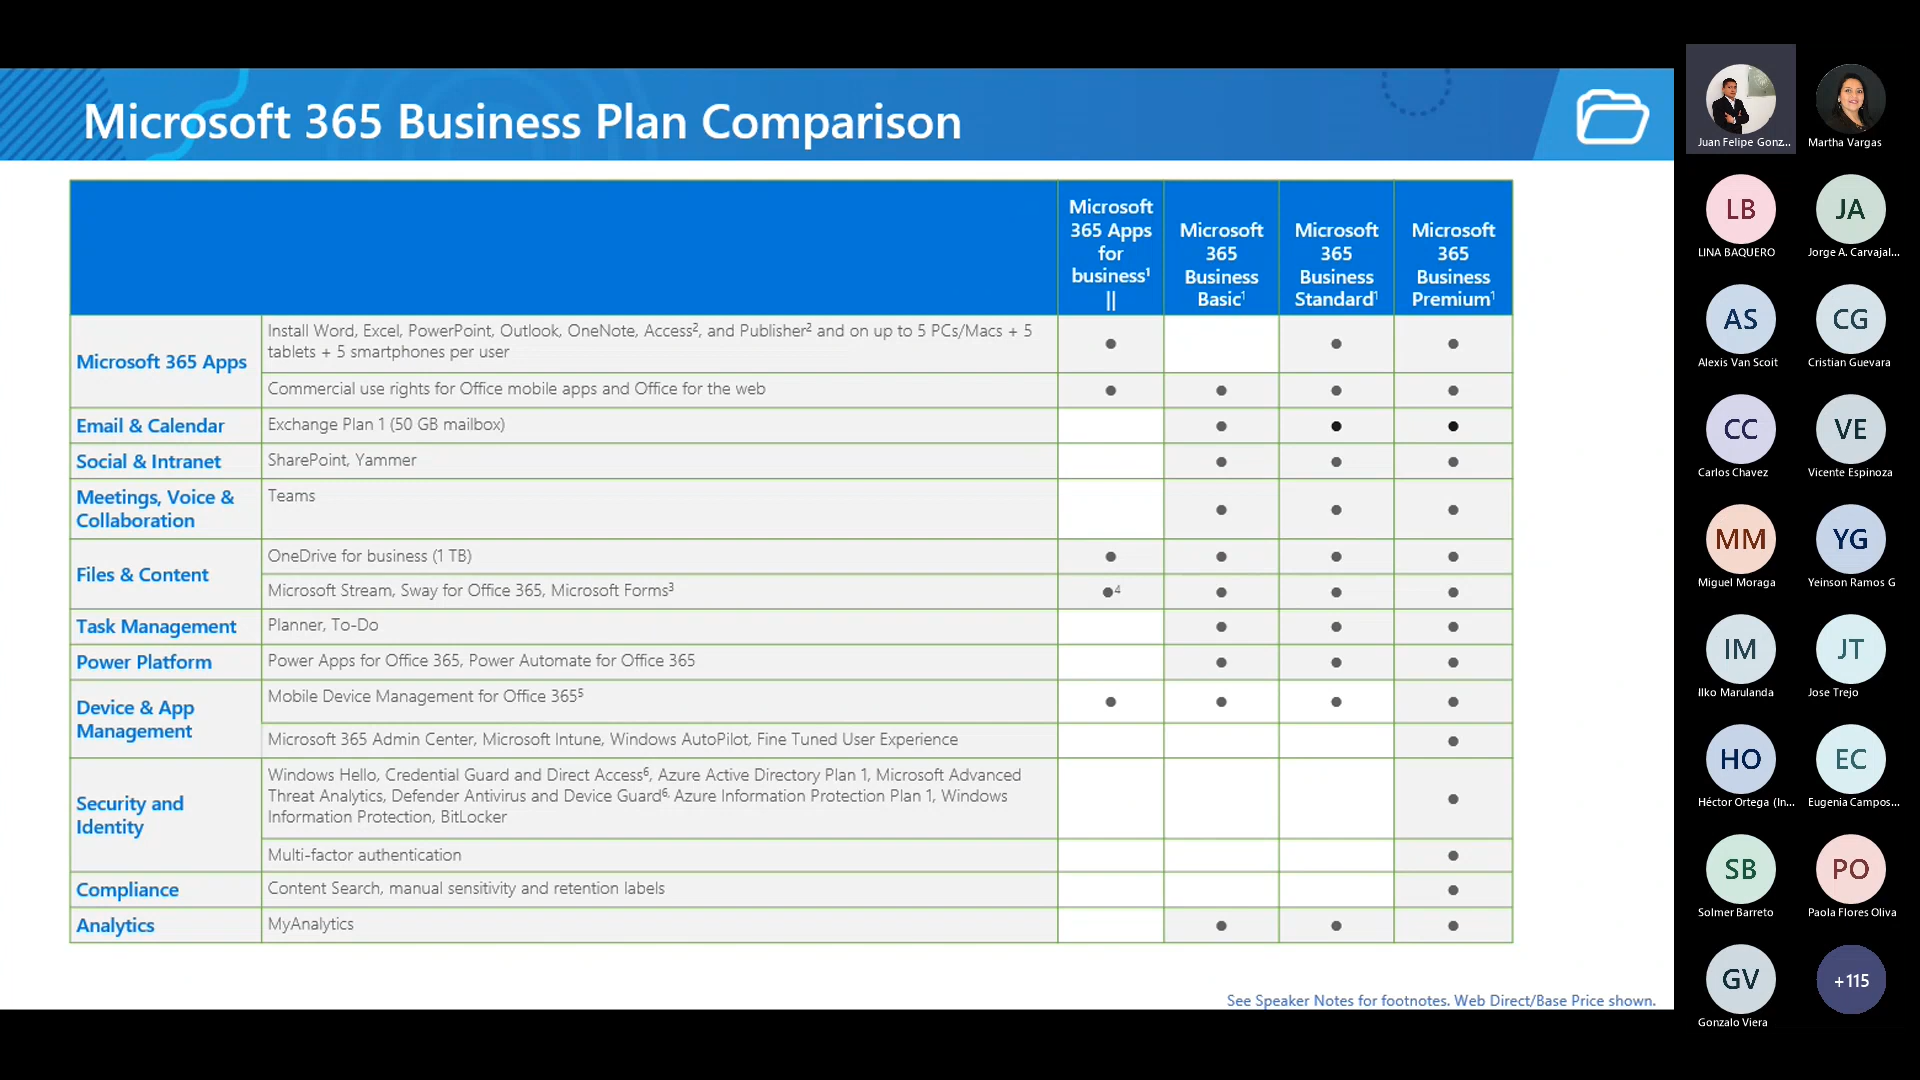 Microsoft 365 Business Plan Comparison
Microsoft
365 Apps
for
business¹
||
Microsoft
365
Business
Basic¹
Microsoft
365
Business
Standard¹
Microsoft
365
Business
Premium¹
Microsoft 365 Apps
Install Word, Excel, PowerPoint, Outlook, OneNote, Access², and Publisher² and on up to 5 PCs/Macs + 5
tablets + 5 smartphones per user
Commercial use rights for Office mobile apps and Office for the web
Email & Calendar
Exchange Plan 1 (50 GB mailbox)
Social & Intranet
SharePoint, Yammer
Meetings, Voice &
Collaboration
Teams
Files & Content
OneDrive for business (1 TB)
Microsoft Stream, Sway for Office 365, Microsoft Forms³
●⁴
Task Management
Planner, To-Do
Power Platform
Power Apps for Office 365, Power Automate for Office 365
Device & App
Management
Mobile Device Management for Office 365⁵
Microsoft 365 Admin Center, Microsoft Intune, Windows AutoPilot, Fine Tuned User Experience
Security and
Identity
Windows Hello, Credential Guard and Direct Access⁶, Azure Active Directory Plan 1, Microsoft Advanced
Threat Analytics, Defender Antivirus and Device Guard⁶, Azure Information Protection Plan 1, Windows
Information Protection, BitLocker
Multi-factor authentication
Compliance
Content Search, manual sensitivity and retention labels
Analytics
MyAnalytics
See Speaker Notes for footnotes. Web Direct/Base Price shown.
Juan Felipe Gonz...
Martha Vargas
LB
LINA BAQUERO
JA
Jorge A. Carvajal...
AS
Alexis Van Scoit
CG
Cristian Guevara
CC
Carlos Chavez
VE
Vicente Espinoza
MM
Miguel Moraga
YG
Yeinson Ramos G
IM
Ilko Marulanda
JT
Jose Trejo
HO
Héctor Ortega (In...
EC
Eugenia Campos...
SB
Solmer Barreto
PO
Paola Flores Oliva
GV
Gonzalo Viera
+115